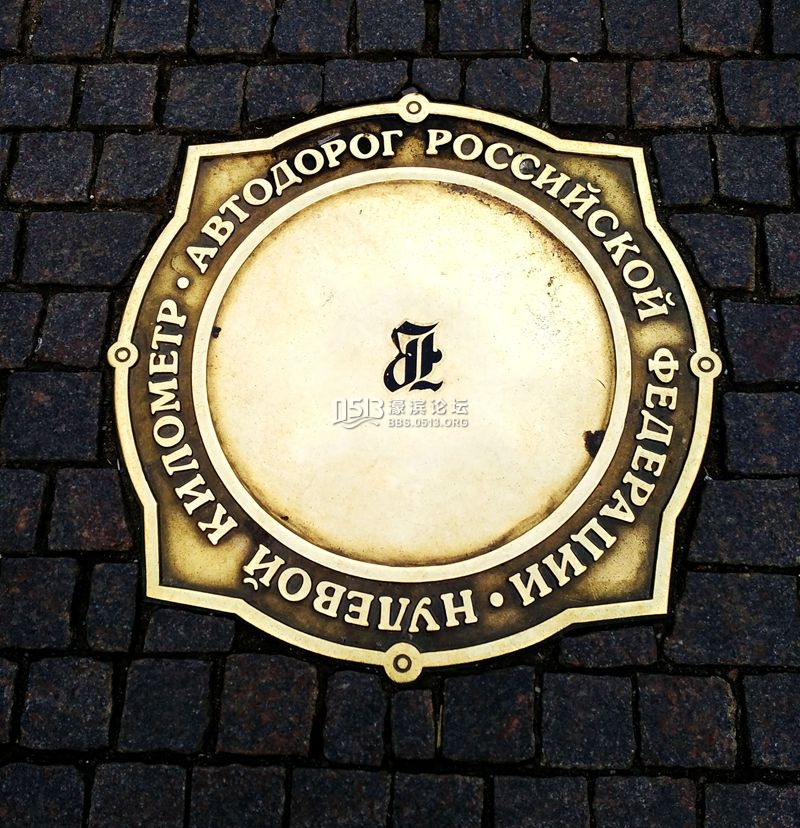 НУЛЕВОЙ КИЛОМЕТР • АВТОДОРОГ РОССИЙСКОЙ ФЕДЕРАЦИИ •
0513 濠滨论坛
BBS.0513.ORG